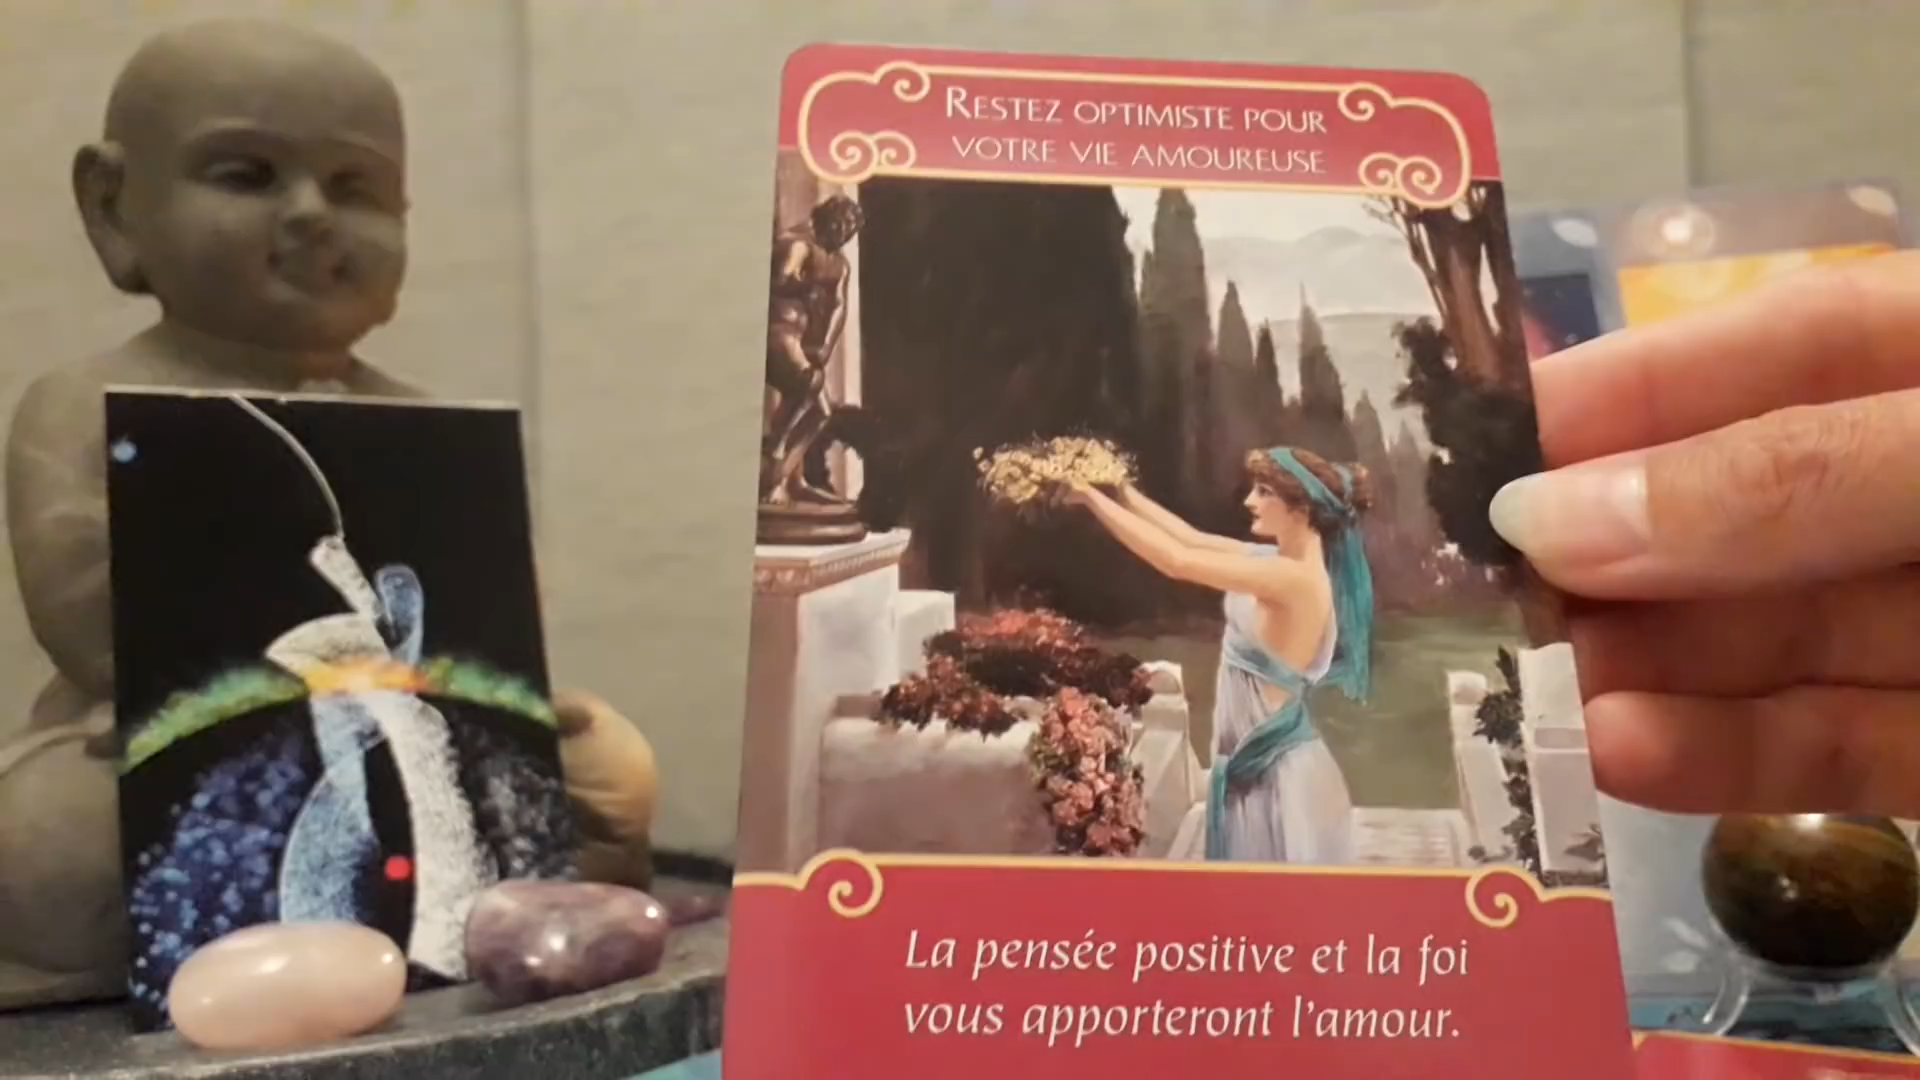 RESTEZ OPTIMISTE POUR
VOTRE VIE AMOUREUSE
La pensée positive et la foi
vous apporteront l'amour.